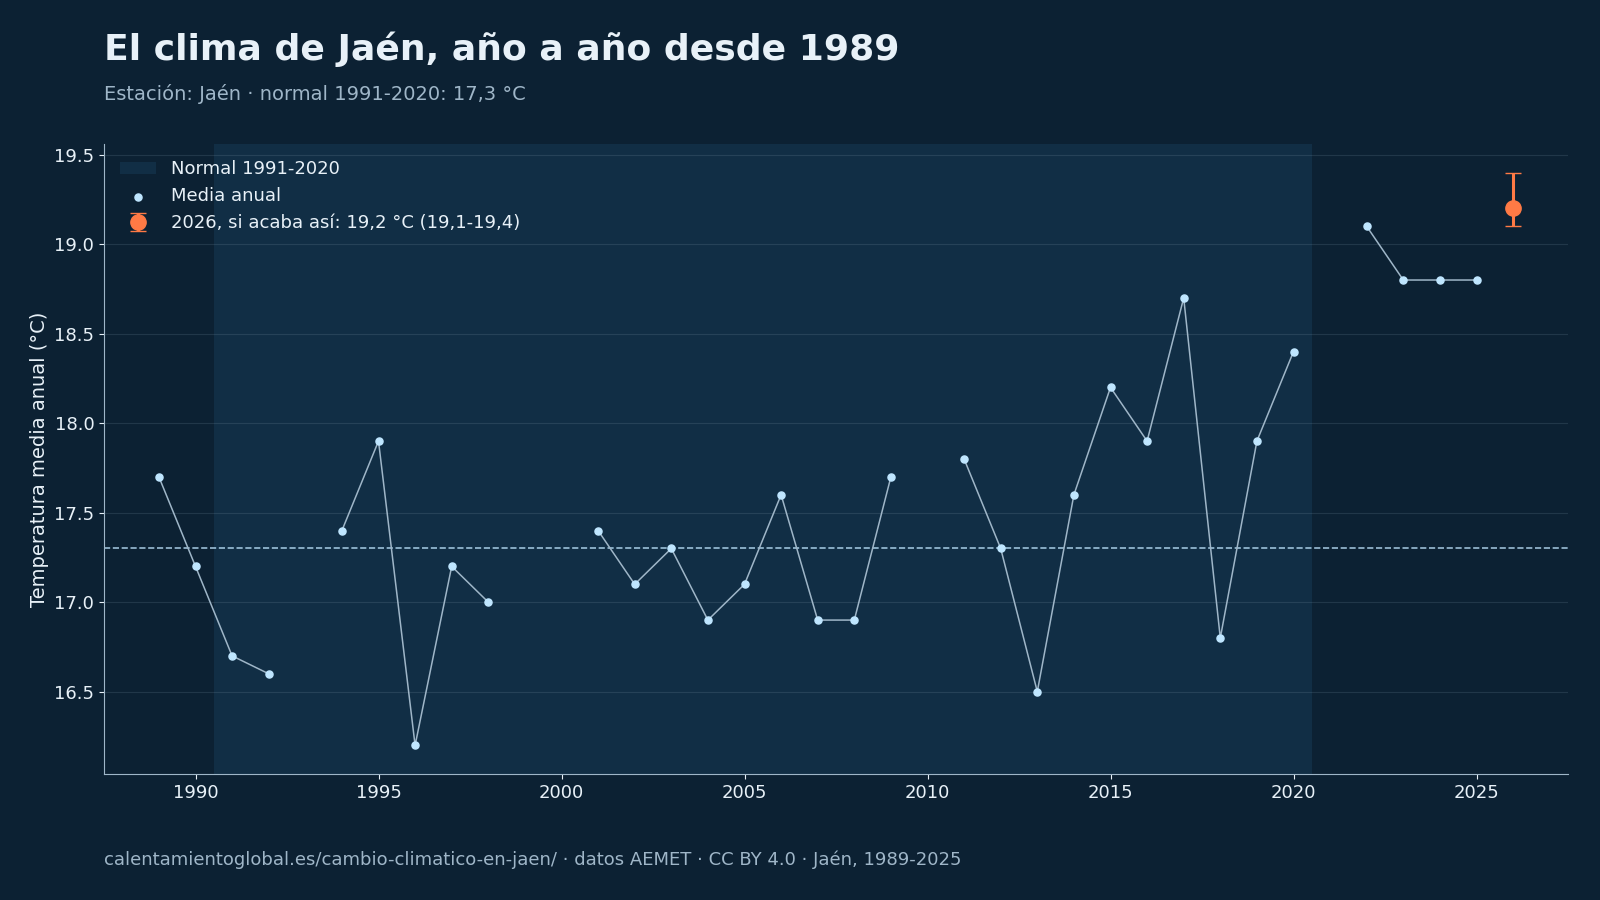 El clima de Jaén, año a año desde 1989
Estación: Jaén · normal 1991-2020: 17,3 °C
Normal 1991-2020
Media anual
2026, si acaba así: 19,2 °C (19,1-19,4)
Temperatura media anual (°C)
19.5
19.0
18.5
18.0
17.5
17.0
16.5
1990 1995 2000 2005 2010 2015 2020 2025
calentamientoglobal.es/cambio-climatico-en-jaen/ · datos AEMET · CC BY 4.0 · Jaén, 1989-2025